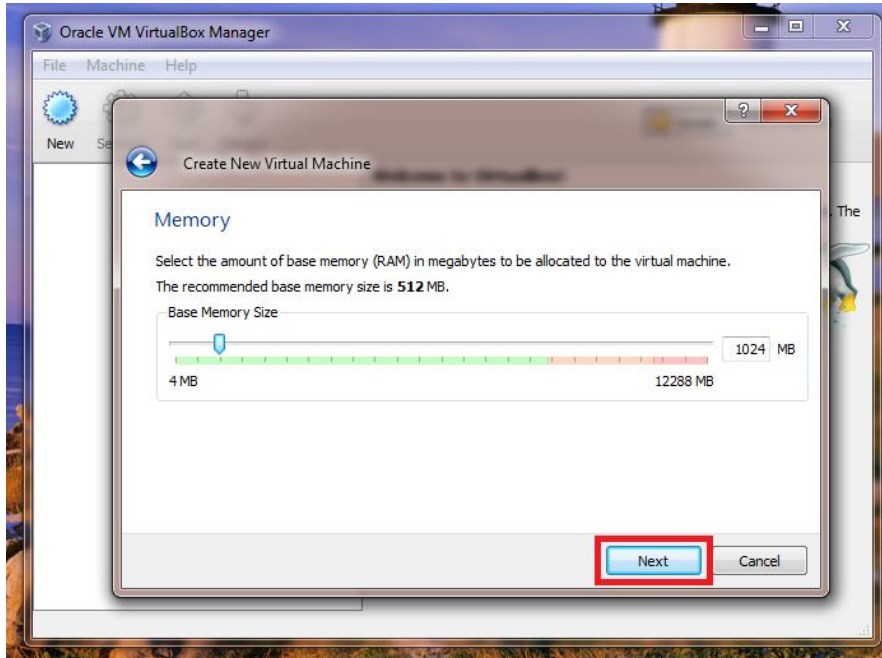 Oracle VM VirtualBox Manager
File Machine Help
New
Create New Virtual Machine
. The
Memory
Select the amount of base memory (RAM) in megabytes to be allocated to the virtual machine.
The recommended base memory size is 512 MB.
Base Memory Size
1024 MB
4 MB 12288 MB
Next Cancel